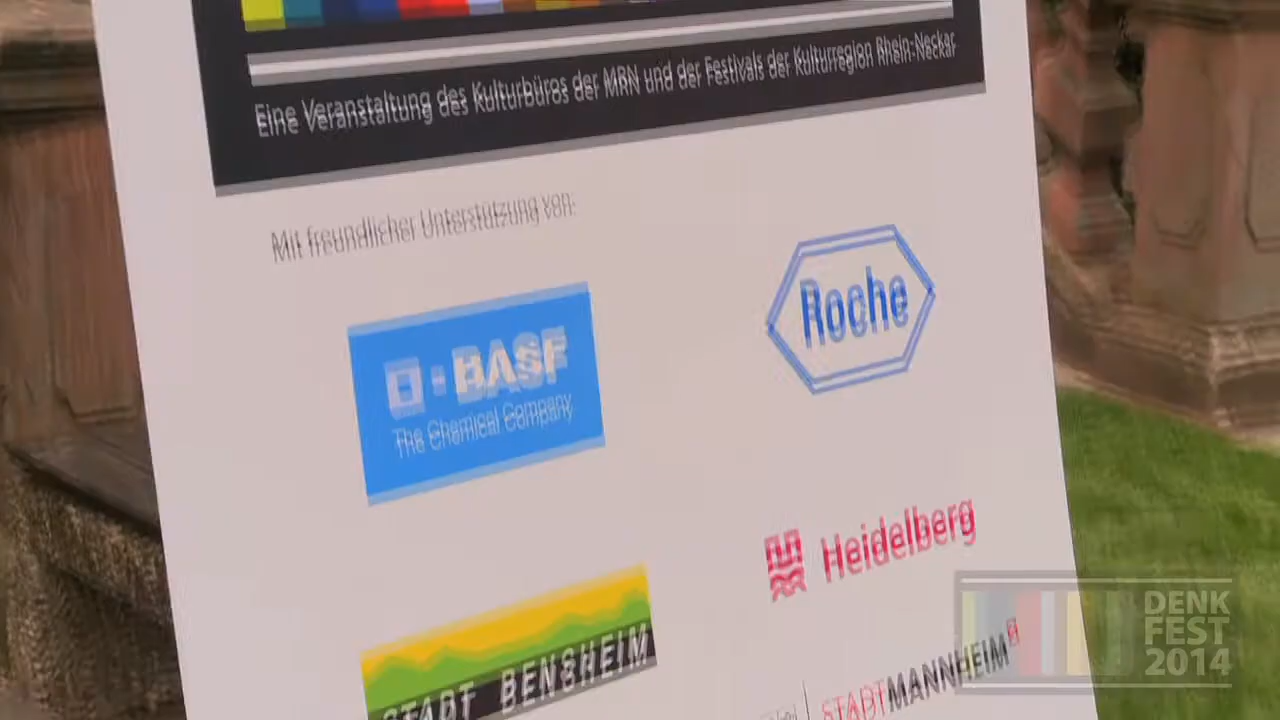 Eine Veranstaltung des Kulturbüros der MRN und der Festivals der Kulturregion Rhein-Neckar
Mit freundlicher Unterstützung von:
Roche
BASF
The Chemical Company
Heidelberg
STADT BENSHEIM
STADTMANNHEIM
DENK
FEST
2014